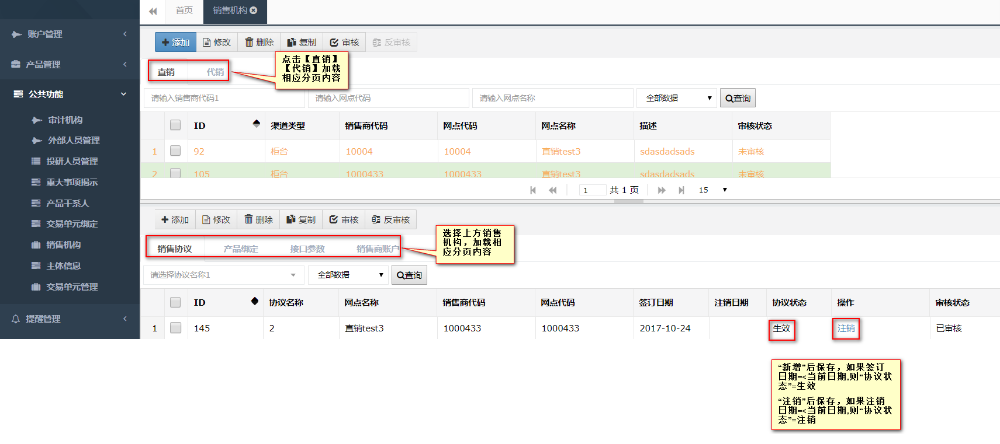 首页
销售机构
账户管理
产品管理
公共功能
审计机构
外部人员管理
投研人员管理
重大事项揭示
产品干系人
交易单元绑定
销售机构
主体信息
交易单元管理
提醒管理
添加 修改 删除 复制 审核 反审核
点击【直销】
【代销】加载
相应分页内容
直销 代销
请输入销售商代码1 请输入网点代码 请输入网点名称 全部数据 查询
ID 渠道类型 销售商代码 网点代码 网点名称 描述 审核状态
1 92 柜台 10004 10004 直销test3 sdasdadsads 未审核
2 105 柜台 1000433 1000433 直销test3 sdasdadsads 未审核
1 共 1 页 15
添加 修改 删除 复制 审核 反审核
选择上方销售
机构，加载相
应分页内容
销售协议 产品绑定 接口参数 销售商账户
请选择协议名称1 全部数据 查询
ID 协议名称 网点名称 销售商代码 网点代码 签订日期 注销日期 协议状态 操作 审核状态
1 145 2 直销test3 1000433 1000433 2017-10-24 生效 注销 已审核
“新增”后保存，如果签订
日期=<当前日期,则“协议状
态”=生效
“注销”后保存，如果注销
日期=<当前日期,则“协议状
态”=注销